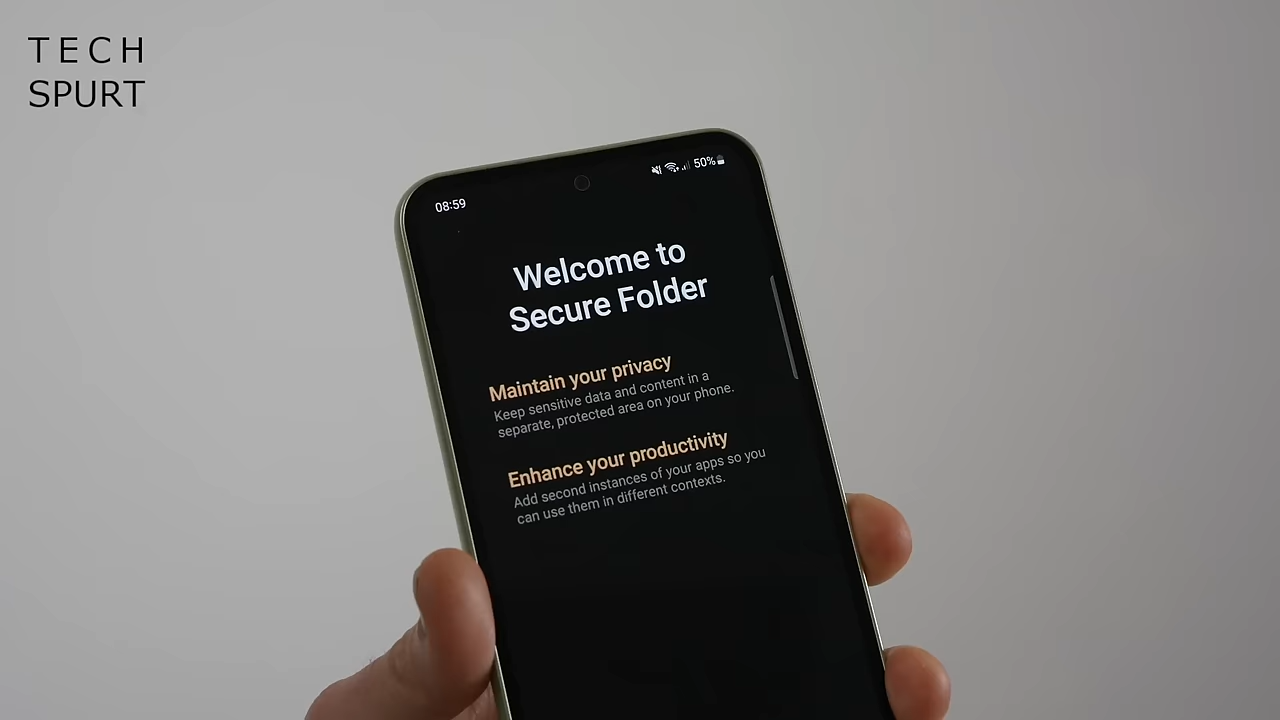 TECH
SPURT
08:59
50%
Welcome to
Secure Folder
Maintain your privacy
Keep sensitive data and content in a
separate, protected area on your phone.
Enhance your productivity
Add second instances of your apps so you
can use them in different contexts.